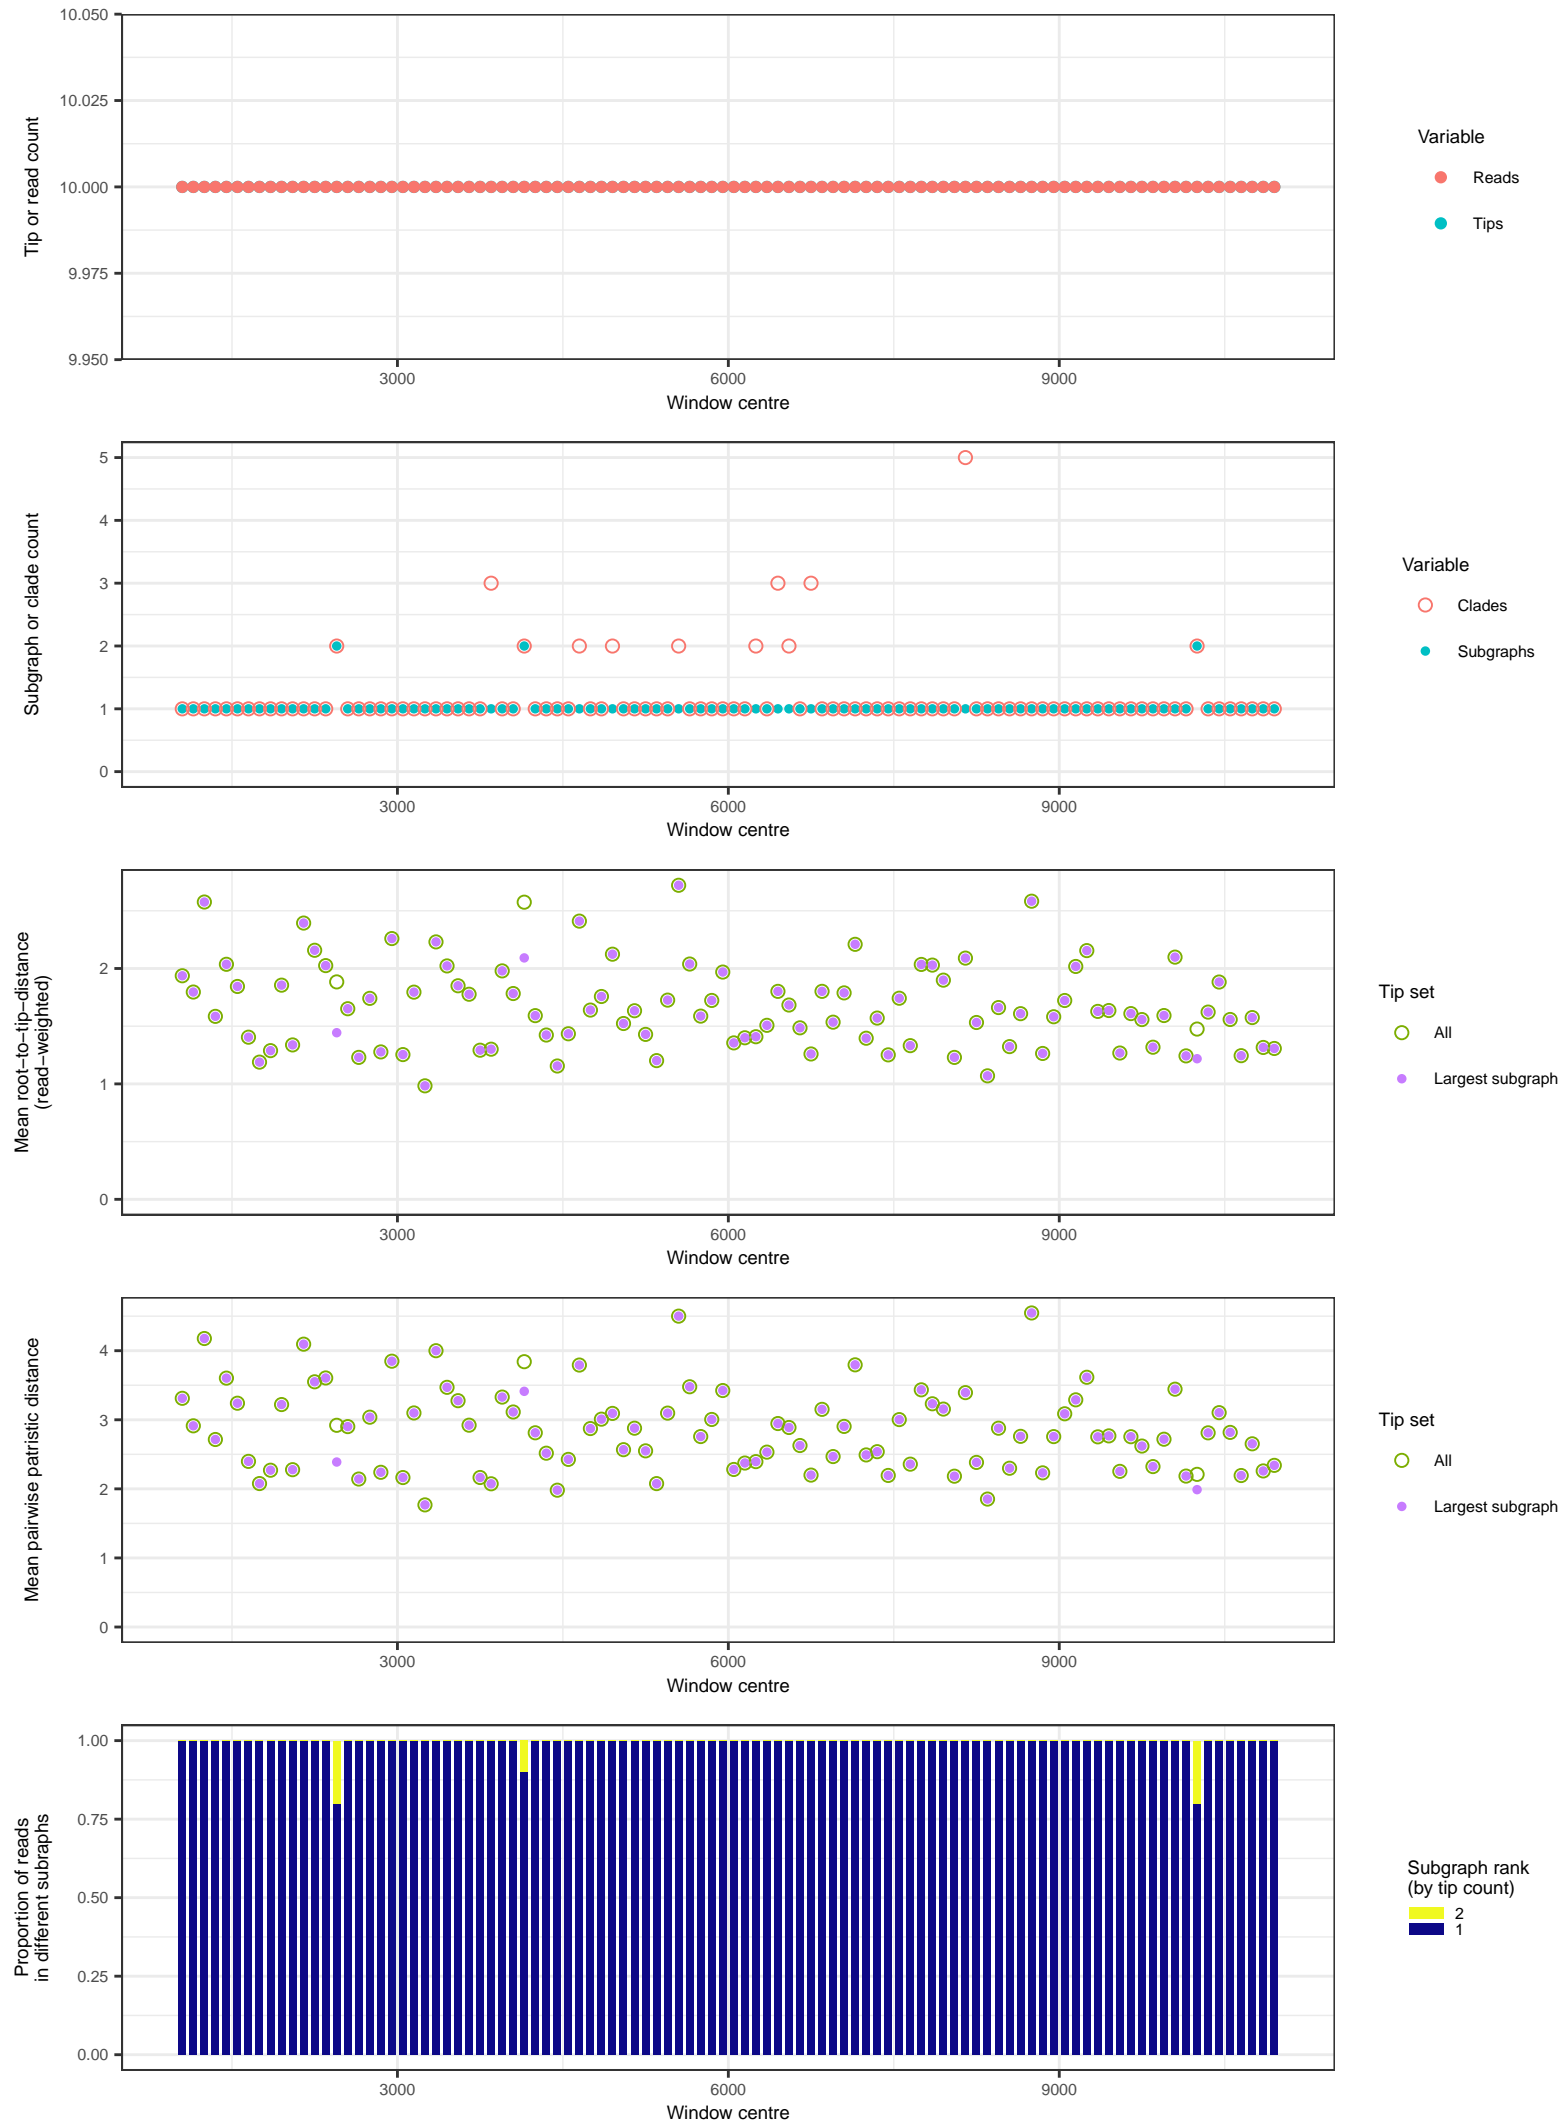 10.050
10.025
10.000
9.975
9.950
Tip or read count
3000
6000
9000
Window centre
Variable
Reads
Tips
5
4
3
2
1
0
Subgraph or clade count
3000
6000
9000
Window centre
Variable
Clades
Subgraphs
2
1
0
Mean root−to−tip−distance
(read−weighted)
3000
6000
9000
Window centre
Tip set
All
Largest subgraph
4
3
2
1
0
Mean pairwise patristic distance
3000
6000
9000
Window centre
Tip set
All
Largest subgraph
1.00
0.75
0.50
0.25
0.00
Proportion of reads
in different subraphs
3000
6000
9000
Window centre
Subgraph rank
(by tip count)
2
1